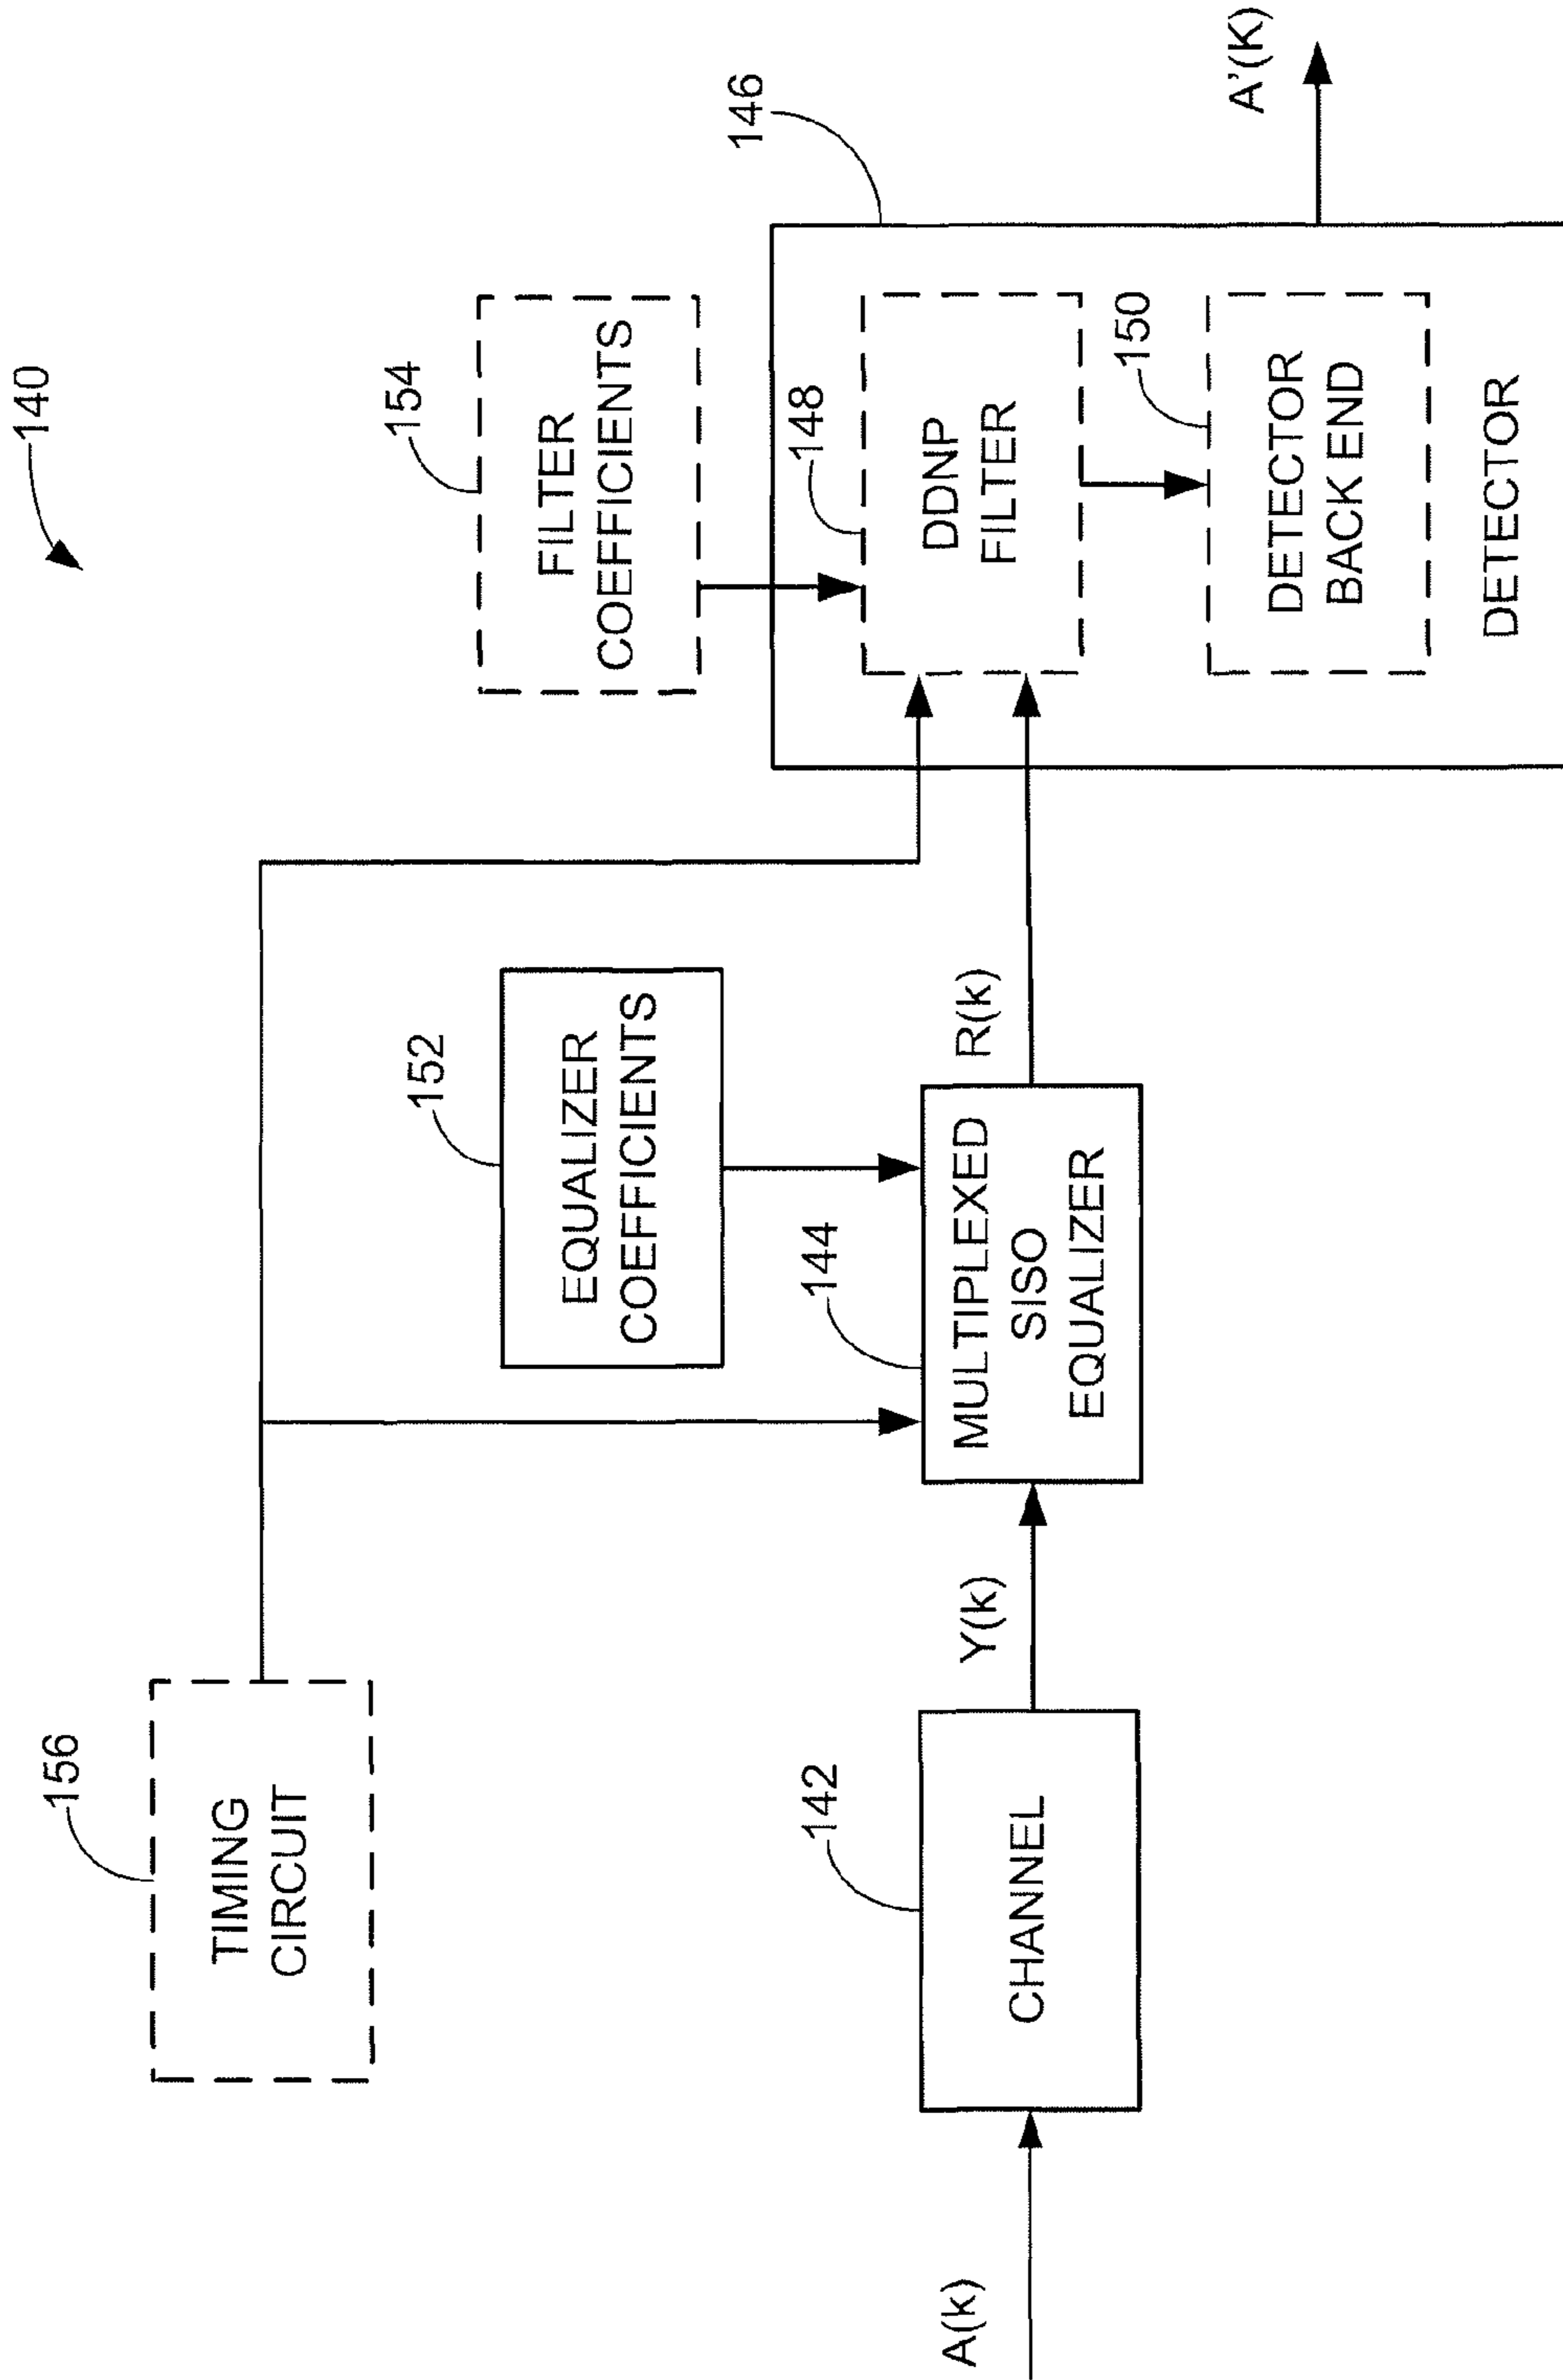 140
156
TIMING
CIRCUIT
154
FILTER
COEFFICIENTS
152
EQUALIZER
COEFFICIENTS
146
142
CHANNEL
144
MULTIPLEXED
SISO
EQUALIZER
148
DDNP
FILTER
150
DETECTOR
BACK END
DETECTOR
A(k)
Y(k)
R(k)
A'(K)